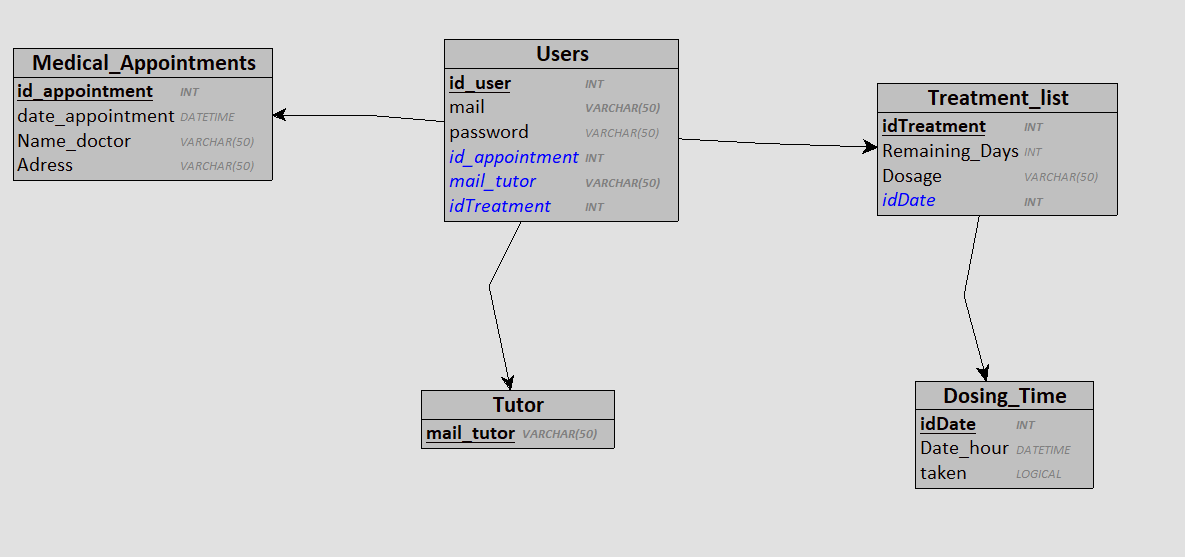 Medical_Appointments
id_appointment INT
date_appointment DATETIME
Name_doctor VARCHAR(50)
Adress VARCHAR(50)
Users
id_user INT
mail VARCHAR(50)
password VARCHAR(50)
id_appointment INT
mail_tutor VARCHAR(50)
idTreatment INT
Treatment_list
idTreatment INT
Remaining_Days INT
Dosage VARCHAR(50)
idDate INT
Tutor
mail_tutor VARCHAR(50)
Dosing_Time
idDate INT
Date_hour DATETIME
taken LOGICAL